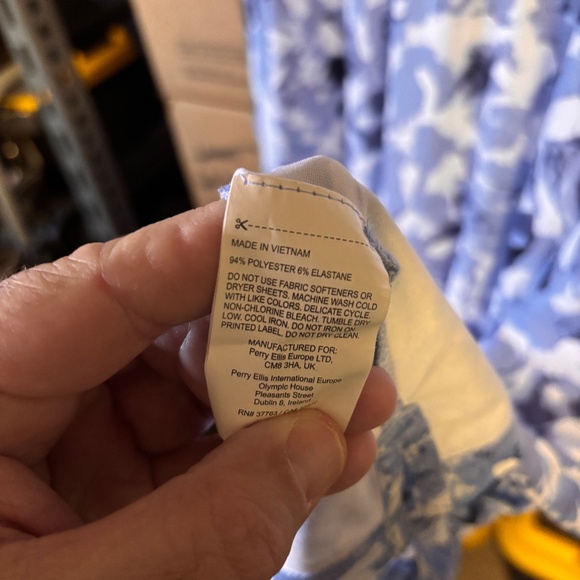 MADE IN VIETNAM
94% POLYESTER 6% ELASTANE
DO NOT USE FABRIC SOFTENERS OR
DRYER SHEETS. MACHINE WASH COLD
WITH LIKE COLORS. DELICATE CYCLE.
NON-CHLORINE BLEACH. TUMBLE DRY
LOW. COOL IRON. DO NOT IRON ON
PRINTED LABEL. DO NOT DRY CLEAN.
MANUFACTURED FOR:
Perry Ellis Europe LTD,
CM8 3HA, UK
Perry Ellis International Europe
Olympic House
Pleasants Street
Dublin 8, Ireland
RN# 37763